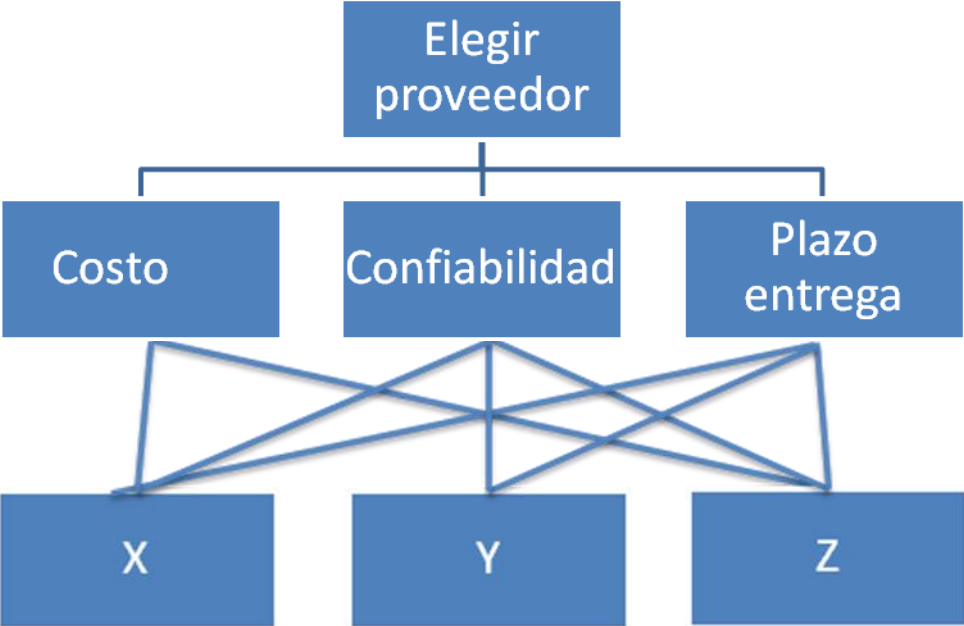 Elegir
proveedor
Costo
Confiabilidad
Plazo
entrega
X
Y
Z